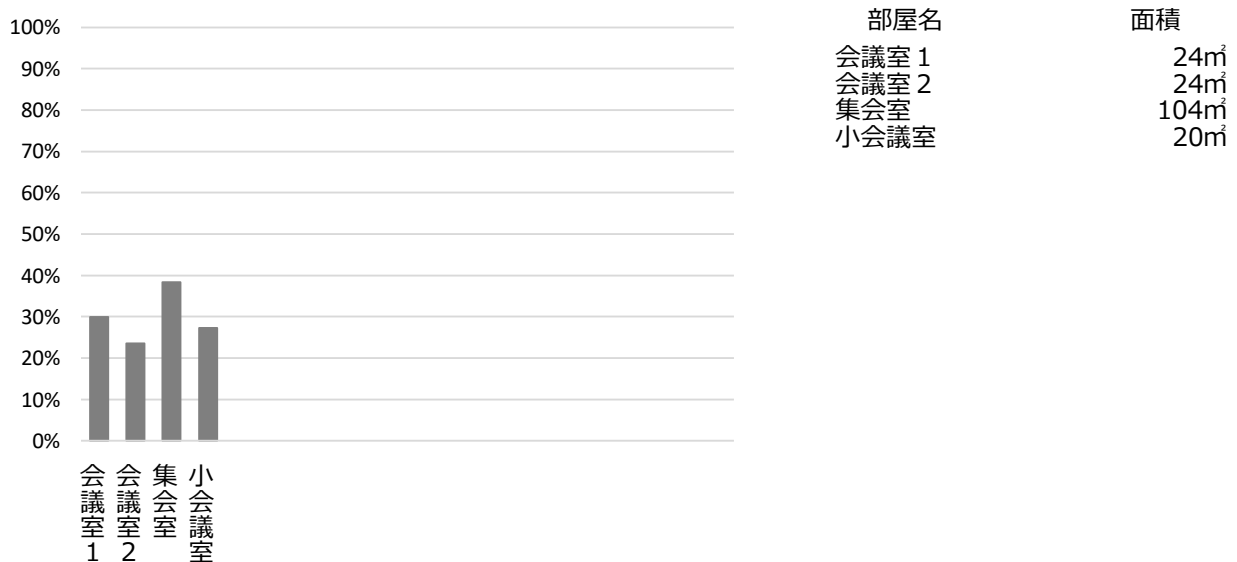 100%
90%
80%
70%
60%
50%
40%
30%
20%
10%
0%
会議室1
会議室2
集会室
小会議室
部屋名 面積
会議室1 24㎡
会議室2 24㎡
集会室 104㎡
小会議室 20㎡